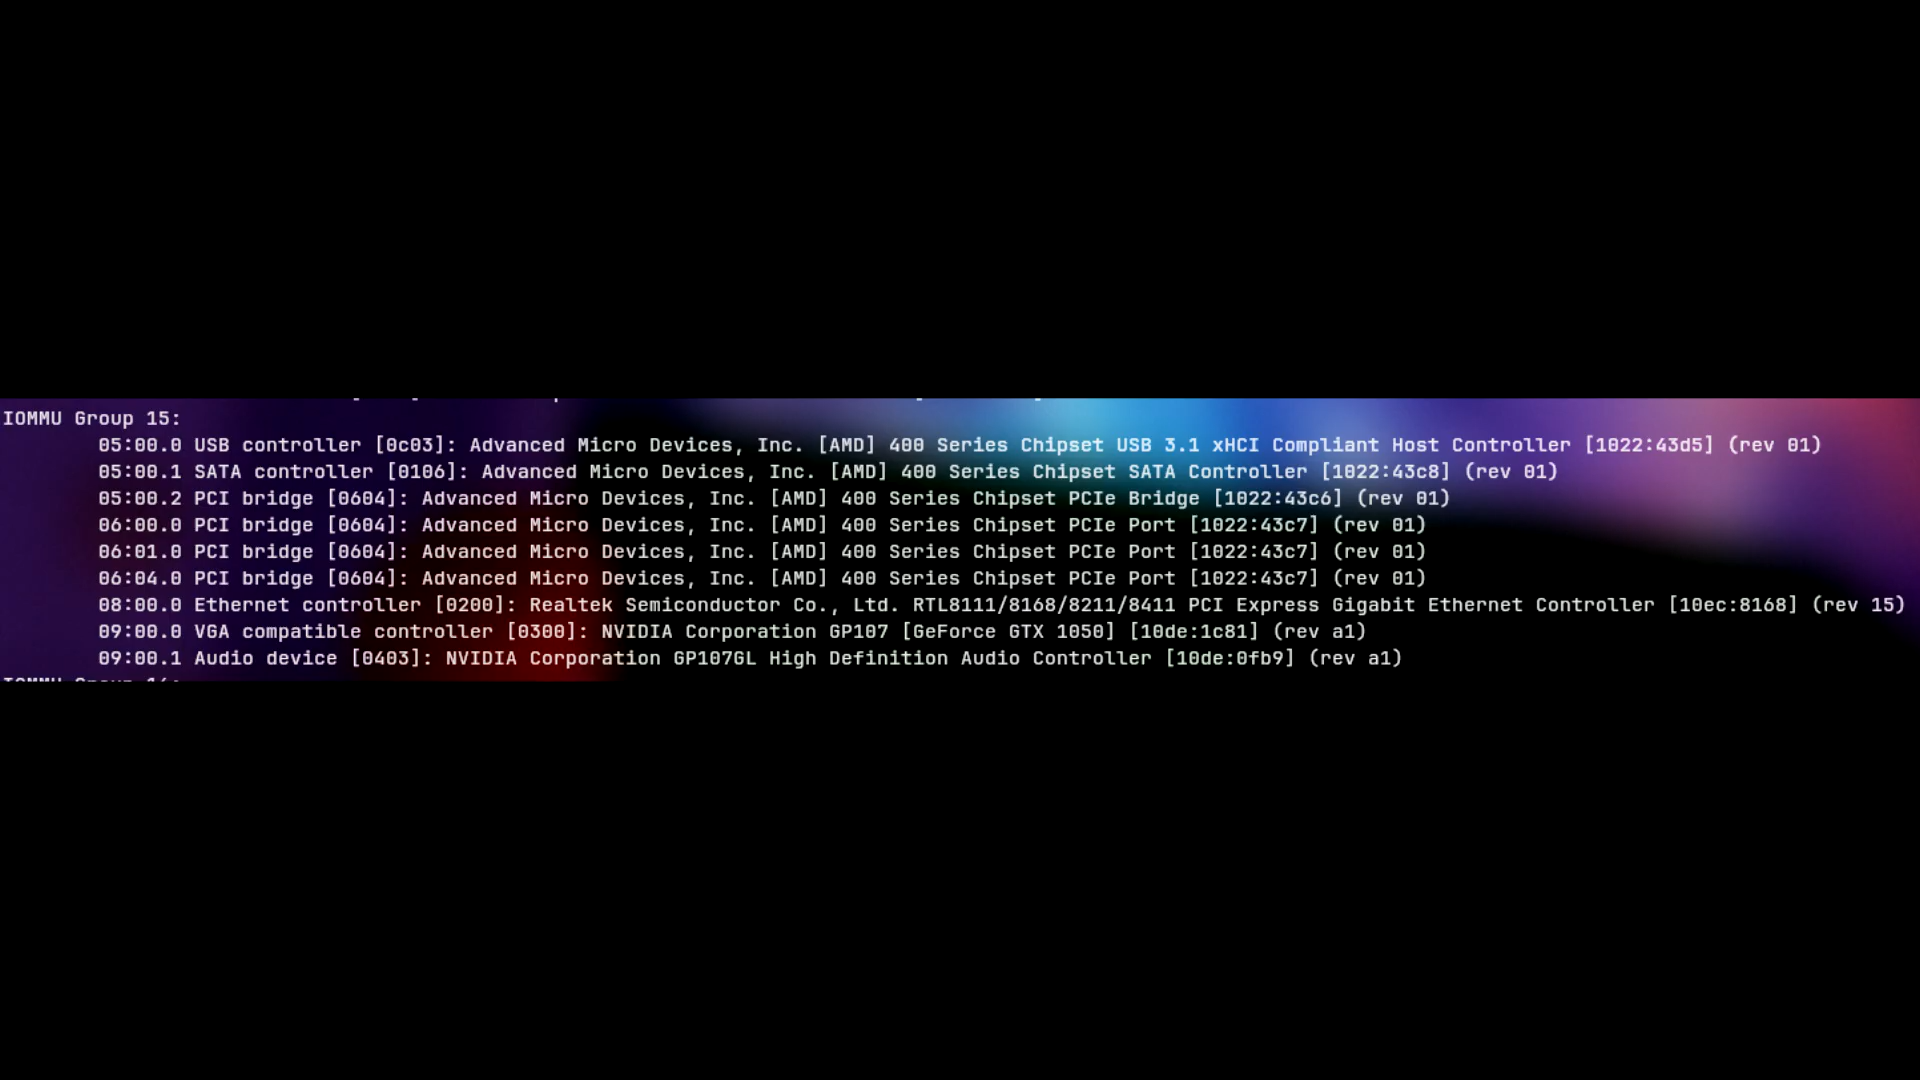 IOMMU Group 15:
05:00.0 USB controller [0c03]: Advanced Micro Devices, Inc. [AMD] 400 Series Chipset USB 3.1 xHCI Compliant Host Controller [1022:43d5] (rev 01)
05:00.1 SATA controller [0106]: Advanced Micro Devices, Inc. [AMD] 400 Series Chipset SATA Controller [1022:43c8] (rev 01)
05:00.2 PCI bridge [0604]: Advanced Micro Devices, Inc. [AMD] 400 Series Chipset PCIe Bridge [1022:43c6] (rev 01)
06:00.0 PCI bridge [0604]: Advanced Micro Devices, Inc. [AMD] 400 Series Chipset PCIe Port [1022:43c7] (rev 01)
06:01.0 PCI bridge [0604]: Advanced Micro Devices, Inc. [AMD] 400 Series Chipset PCIe Port [1022:43c7] (rev 01)
06:04.0 PCI bridge [0604]: Advanced Micro Devices, Inc. [AMD] 400 Series Chipset PCIe Port [1022:43c7] (rev 01)
08:00.0 Ethernet controller [0200]: Realtek Semiconductor Co., Ltd. RTL8111/8168/8211/8411 PCI Express Gigabit Ethernet Controller [10ec:8168] (rev 15)
09:00.0 VGA compatible controller [0300]: NVIDIA Corporation GP107 [GeForce GTX 1050] [10de:1c81] (rev a1)
09:00.1 Audio device [0403]: NVIDIA Corporation GP107GL High Definition Audio Controller [10de:0fb9] (rev a1)